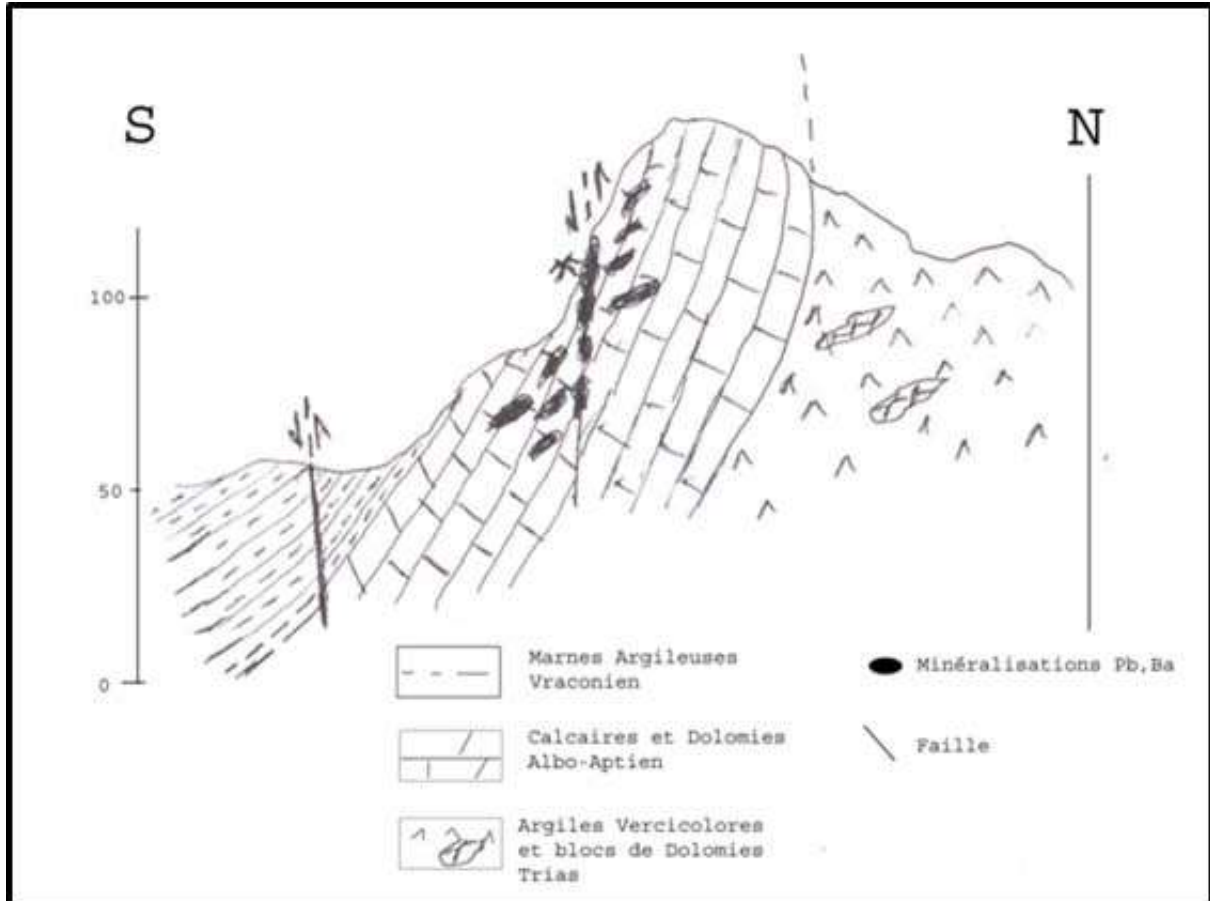 S
N
100
50
0
Marnes Argileuses
Vraconien
Calcaires et Dolomies
Albo-Aptien
Argiles Vercicolores
et blocs de Dolomies
Trias
Minéralisations Pb,Ba
Faille